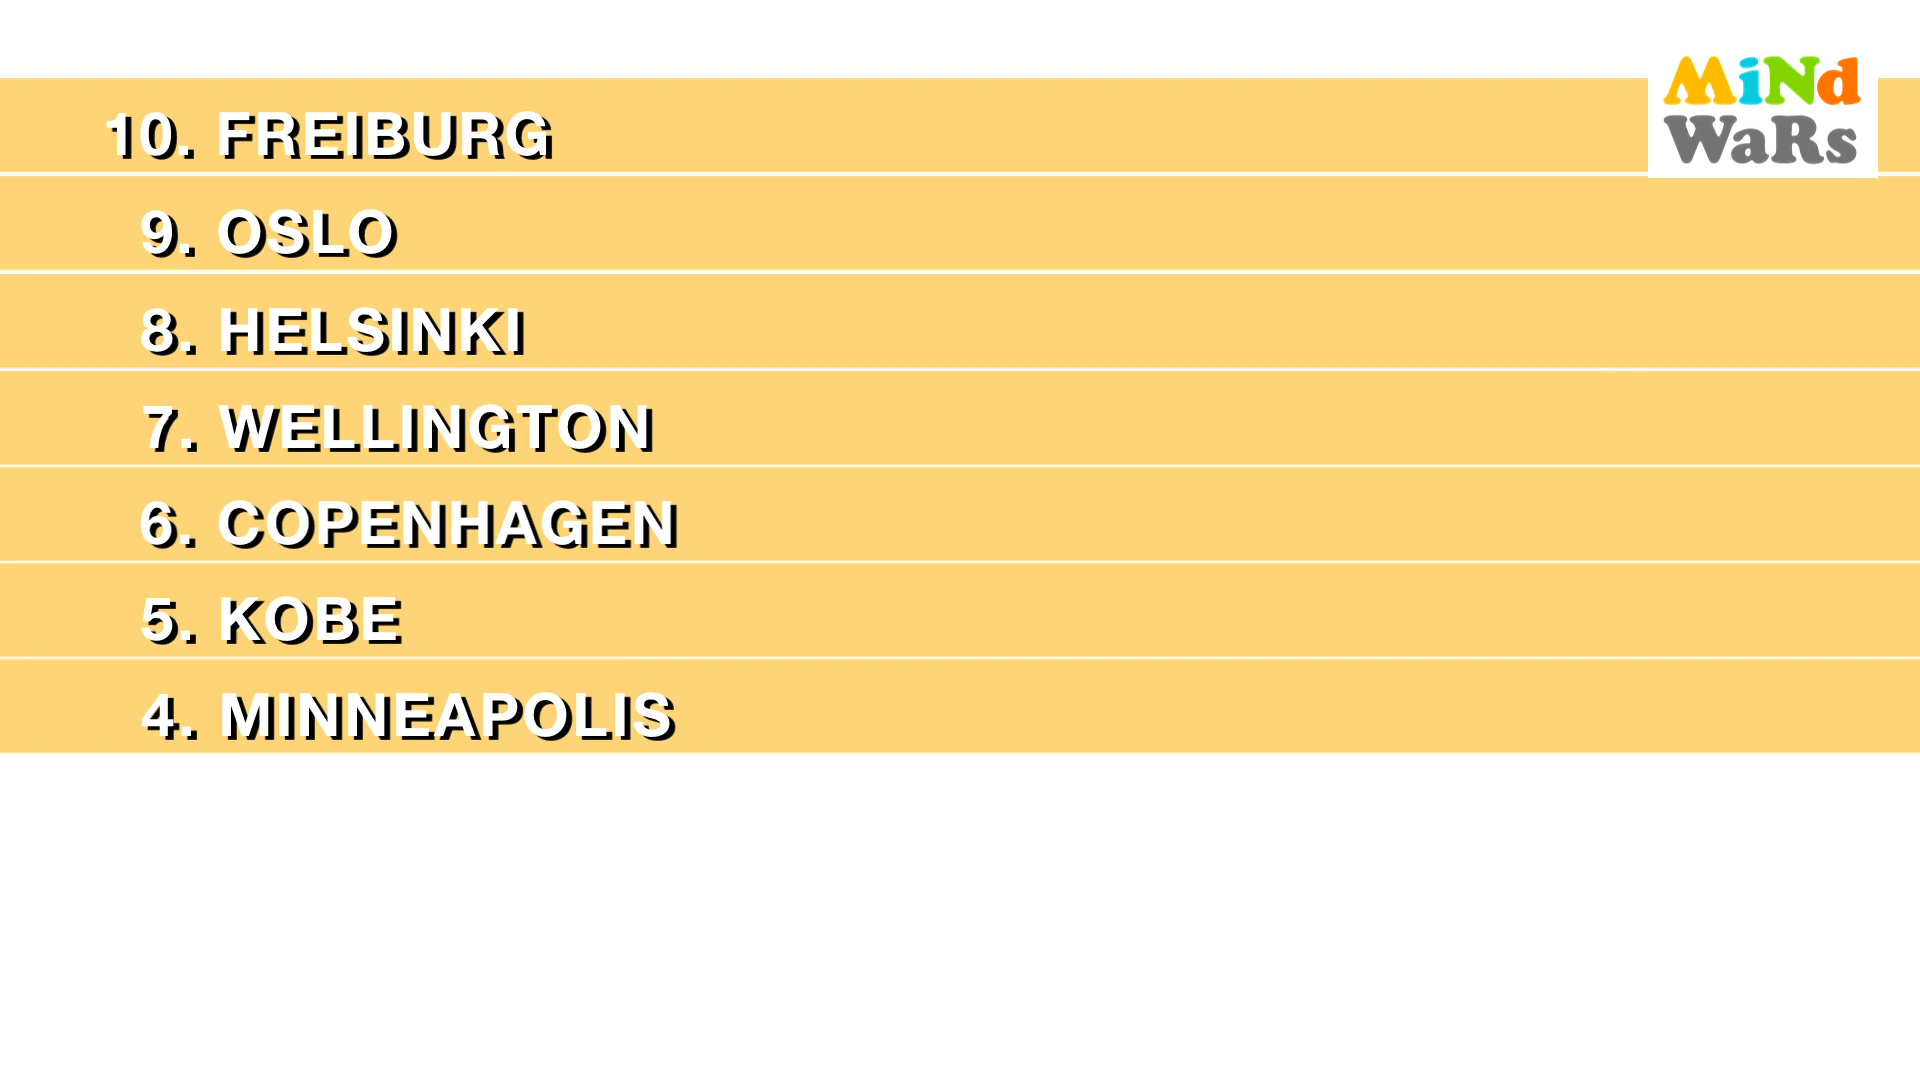 MiNd
WaRs
10. FREIBURG
9. OSLO
8. HELSINKI
7. WELLINGTON
6. COPENHAGEN
5. KOBE
4. MINNEAPOLIS